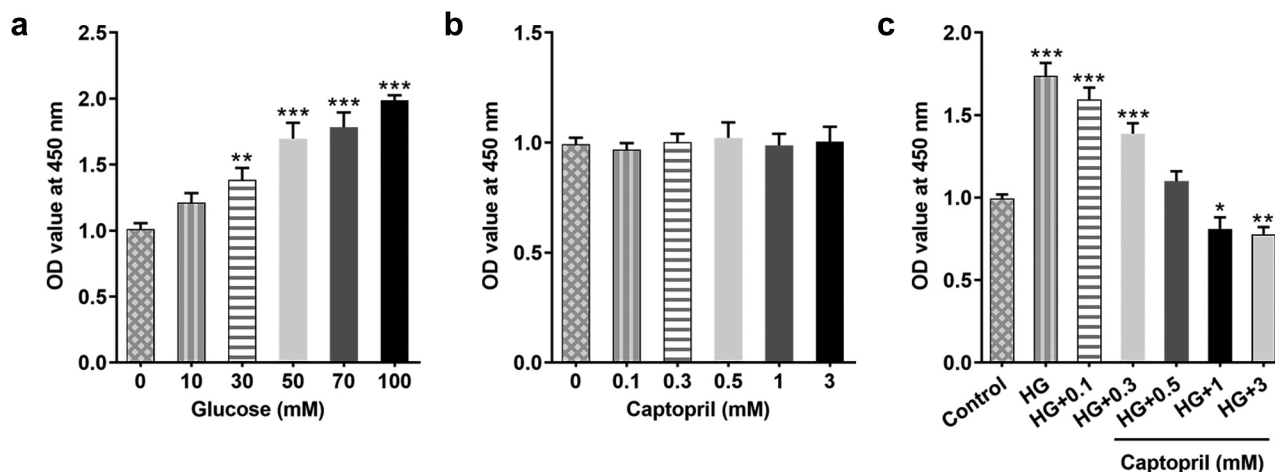 a
OD value at 450 nm
2.5
2.0
1.5
1.0
0.5
0.0
**
***
***
***
0 10 30 50 70 100
Glucose (mM)
b
OD value at 450 nm
1.5
1.0
0.5
0.0
0 0.1 0.3 0.5 1 3
Captopril (mM)
c
OD value at 450 nm
2.0
1.5
1.0
0.5
0.0
***
***
***
*
**
Control
HG
HG+0.1
HG+0.3
HG+0.5
HG+1
HG+3
Captopril (mM)